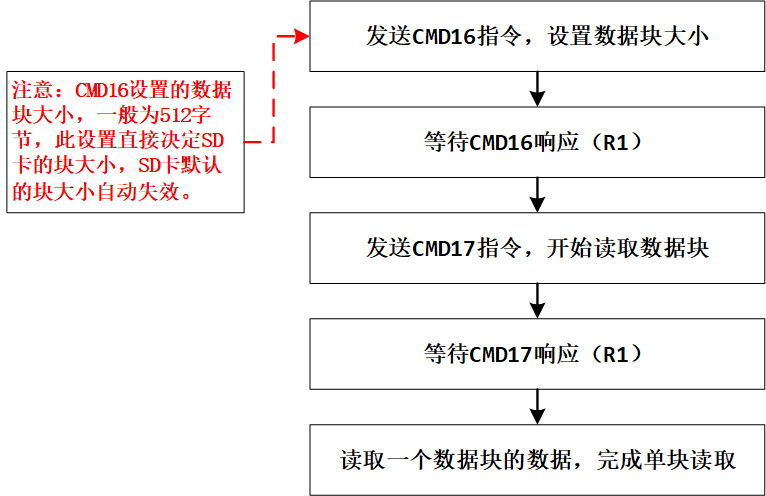 发送CMD16指令，设置数据块大小
注意：CMD16设置的数据
块大小，一般为512字
节，此设置直接决定SD
卡的块大小，SD卡默认
的块大小自动失效。
等待CMD16响应（R1）
发送CMD17指令，开始读取数据块
等待CMD17响应（R1）
读取一个数据块的数据，完成单块读取